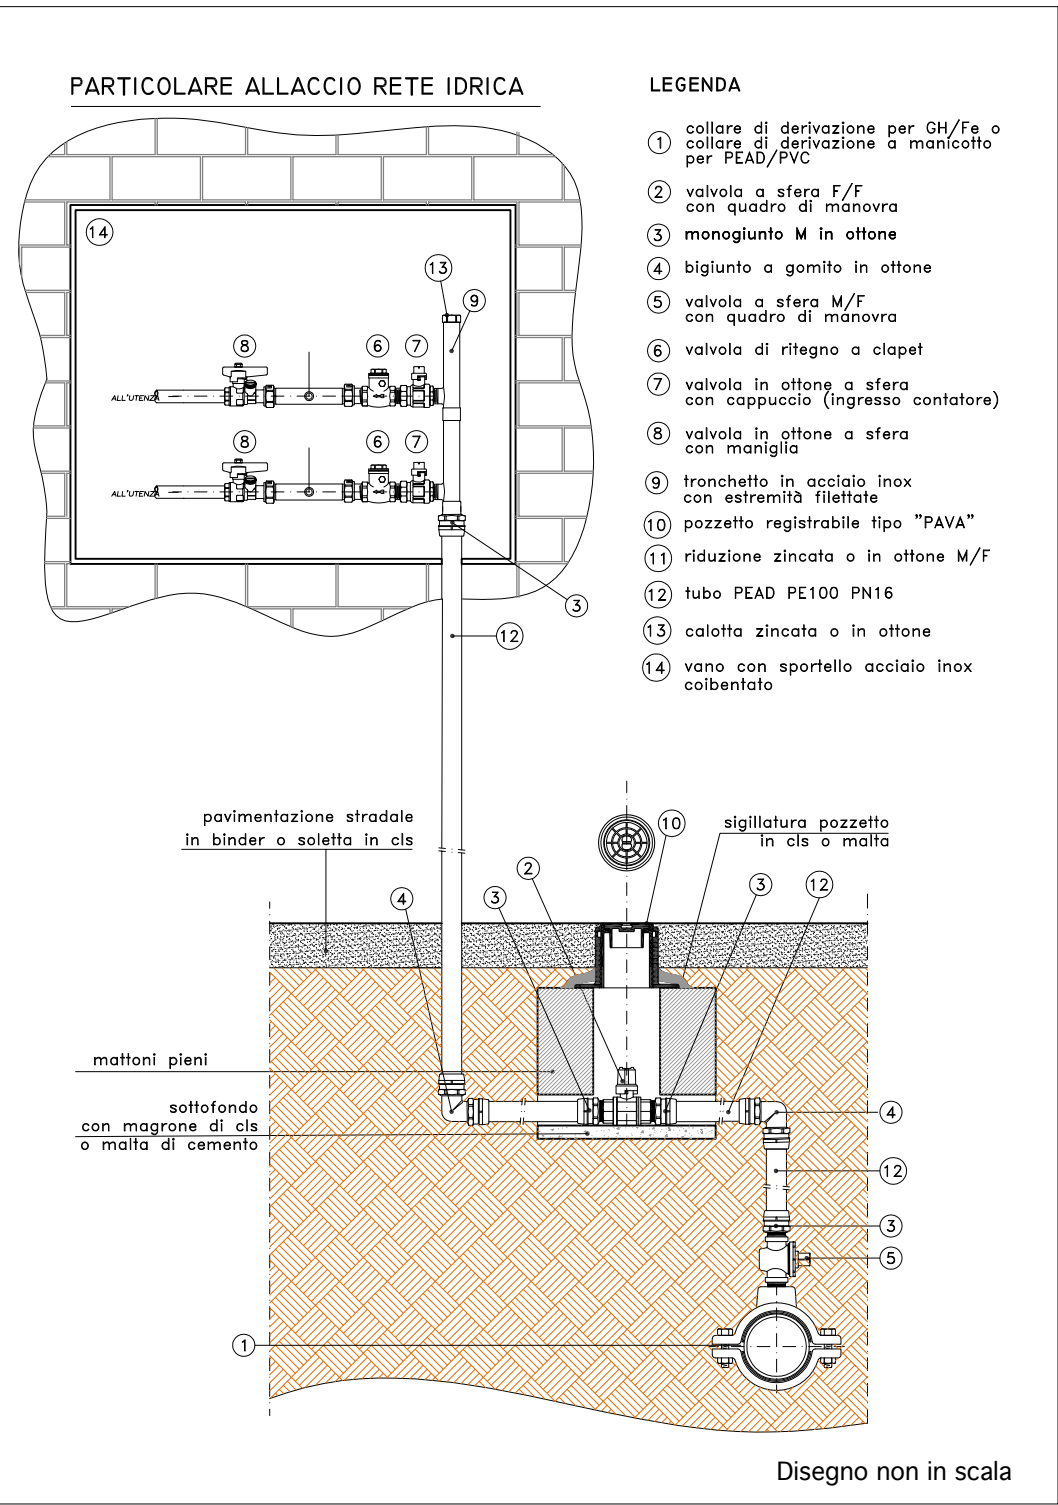 PARTICOLARE ALLACCIO RETE IDRICA
LEGENDA
1 collare di derivazione per GH/Fe o
collare di derivazione a manicotto
per PEAD/PVC
2 valvola a sfera F/F
con quadro di manovra
3 monogiunto M in ottone
4 bigiunto a gomito in ottone
5 valvola a sfera M/F
con quadro di manovra
6 valvola di ritegno a clapet
7 valvola in ottone a sfera
con cappuccio (ingresso contatore)
8 valvola in ottone a sfera
con maniglia
9 tronchetto in acciaio inox
con estremità filettate
10 pozzetto registrabile tipo "PAVA"
11 riduzione zincata o in ottone M/F
12 tubo PEAD PE100 PN16
13 calotta zincata o in ottone
14 vano con sportello acciaio inox
coibentato
14
13
9
8
6
7
ALL'UTENZA
8
6
7
ALL'UTENZA
3
12
pavimentazione stradale
in binder o soletta in cls
10
sigillatura pozzetto
in cls o malta
4
3
2
3
12
mattoni pieni
sottofondo
con magrone di cls
o malta di cemento
4
12
3
5
1
Disegno non in scala